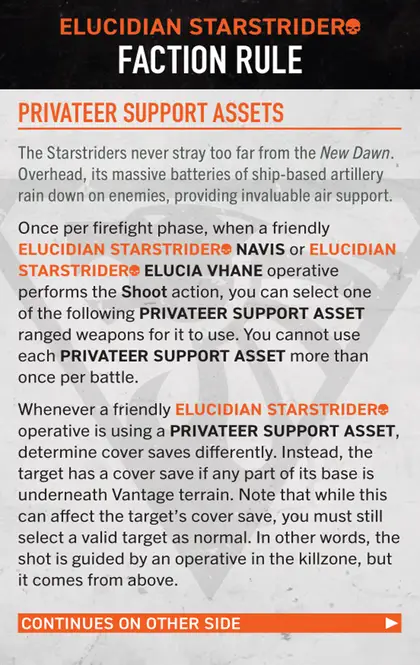 ELUCIDIAN STARSTRIDER
FACTION RULE
PRIVATEER SUPPORT ASSETS
The Starstriders never stray too far from the New Dawn.
Overhead, its massive batteries of ship-based artillery
rain down on enemies, providing invaluable air support.
Once per firefight phase, when a friendly
ELUCIDIAN STARSTRIDER NAVIS or ELUCIDIAN
STARSTRIDER ELUCIA VHANE operative
performs the Shoot action, you can select one
of the following PRIVATEER SUPPORT ASSET
ranged weapons for it to use. You cannot use
each PRIVATEER SUPPORT ASSET more than
once per battle.
Whenever a friendly ELUCIDIAN STARSTRIDER
operative is using a PRIVATEER SUPPORT ASSET,
determine cover saves differently. Instead, the
target has a cover save if any part of its base is
underneath Vantage terrain. Note that while this
can affect the target's cover save, you must still
select a valid target as normal. In other words, the
shot is guided by an operative in the killzone, but
it comes from above.
CONTINUES ON OTHER SIDE